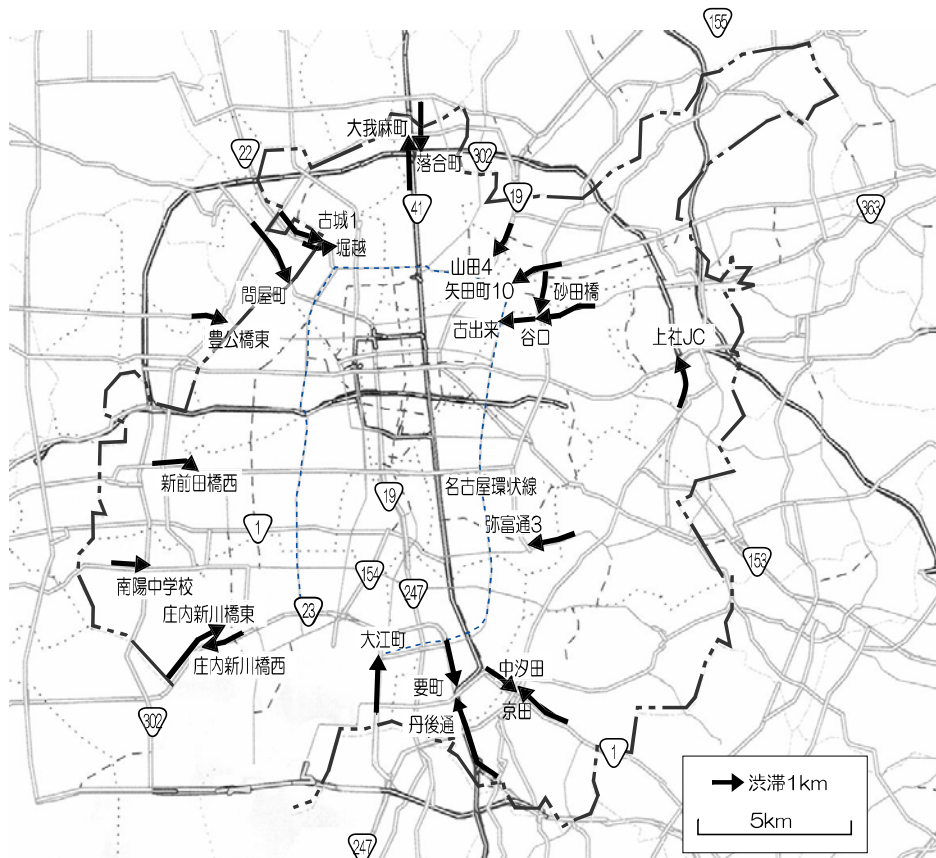 155
大我麻町
22
落合町
302
41
19
363
古城1
堀越
山田4
矢田町10
砂田橋
問屋町
豊公橋東
古出来
谷口
上社JC
新前田橋西
19
名古屋環状線
1
弥富通3
153
南陽中学校
154
247
庄内新川橋東
23
庄内新川橋西
大江町
中汐田
要町
京田
302
丹後通
1
渋滞1km
5km
247